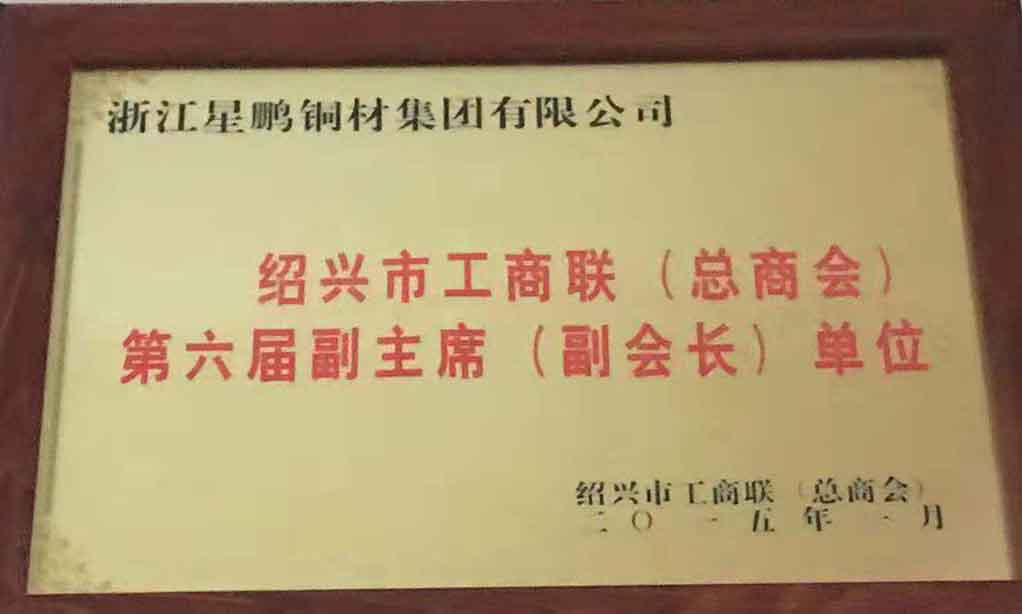 浙江星鹏铜材集团有限公司
绍兴市工商联（总商会）
第六届副主席（副会长）单位
绍兴市工商联（总商会）
二〇一五年一月